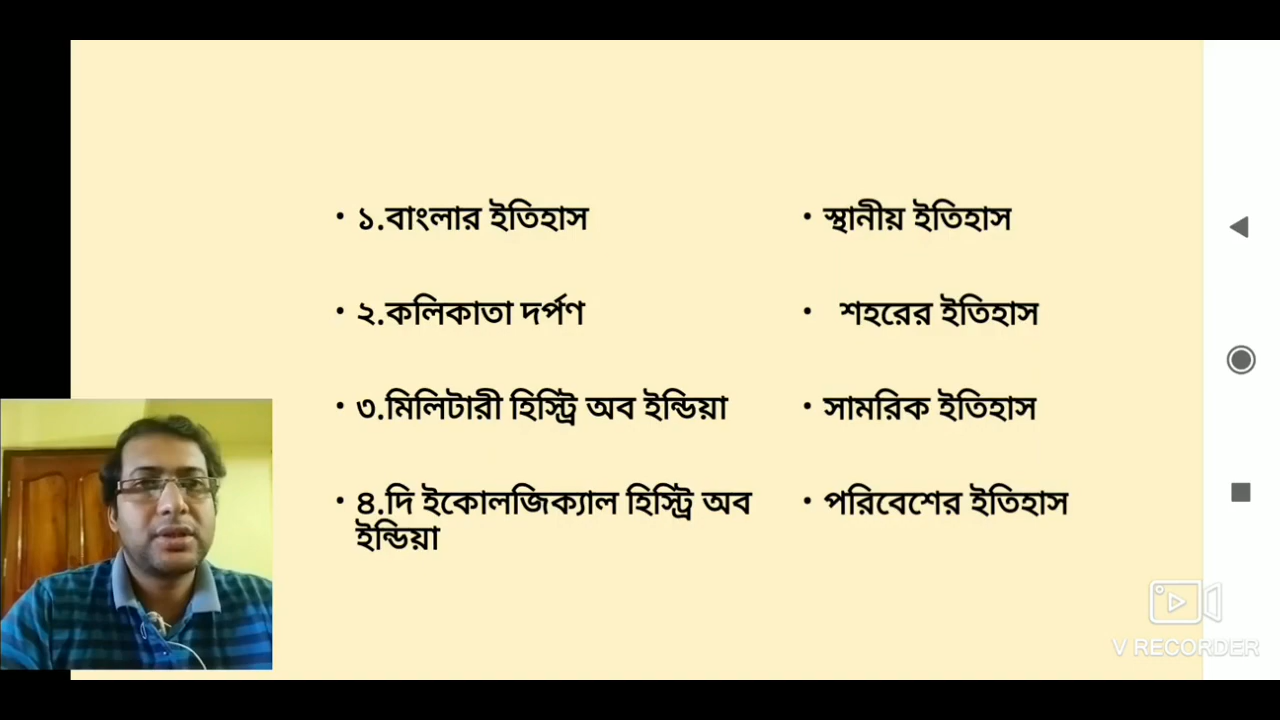 • ১.বাংলার ইতিহাস
• স্থানীয় ইতিহাস
• ২.কলিকাতা দর্পণ
• শহরের ইতিহাস
• ৩.মিলিটারী হিস্ট্রি অব ইন্ডিয়া
• সামরিক ইতিহাস
• ৪.দি ইকোলজিক্যাল হিস্ট্রি অব
ইন্ডিয়া
• পরিবেশের ইতিহাস
V RECORDER